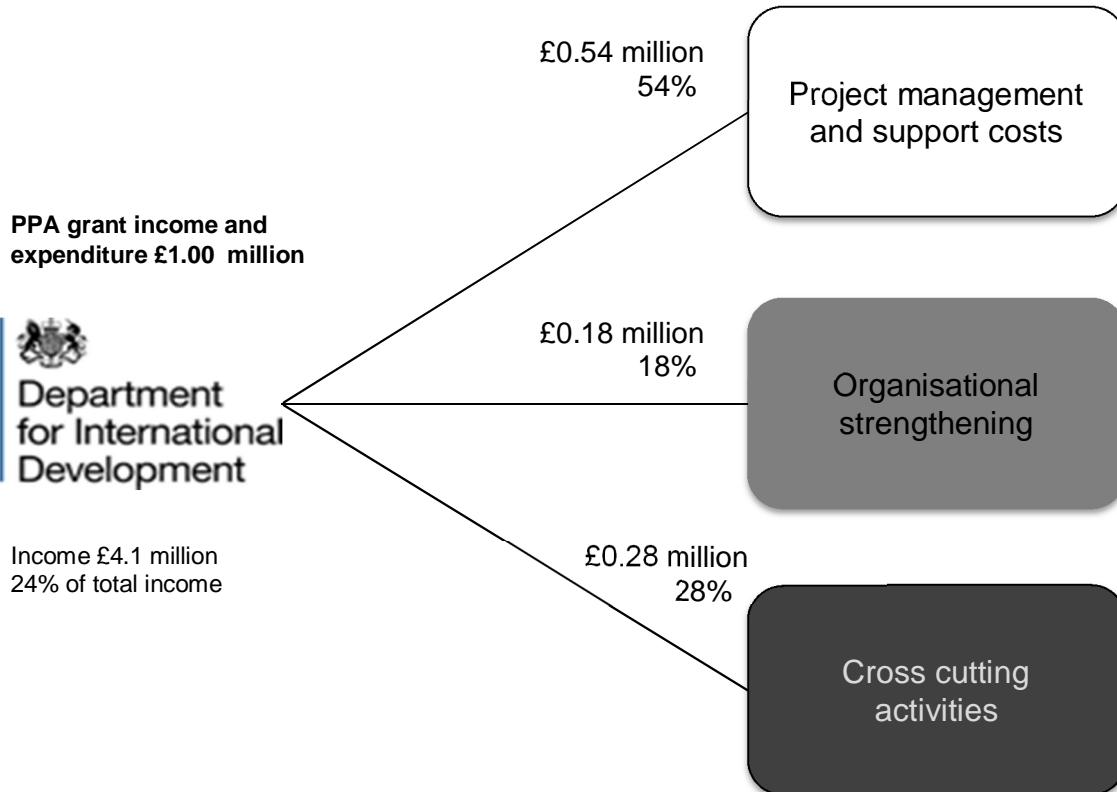 £0.54 million
54%
Project management
and support costs
PPA grant income and
expenditure £1.00 million
£0.18 million
18%
Organisational
strengthening
Department
for International
Development
Income £4.1 million
24% of total income
£0.28 million
28%
Cross cutting
activities